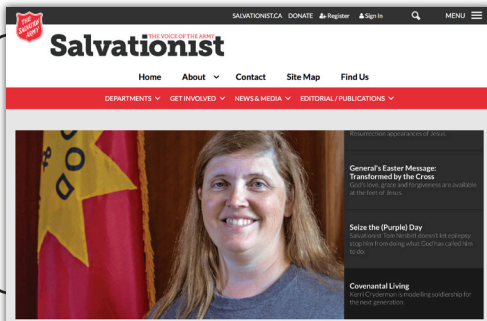 THE SALVATION ARMY
SALVATIONIST.CA DONATE Register Sign In MENU
THE VOICE OF THE ARMY
Salvationist
Home About Contact Site Map Find Us
DEPARTMENTS GET INVOLVED NEWS & MEDIA EDITORIAL / PUBLICATIONS
Resurrection appearances of Jesus.
General's Easter Message:
Transformed by the Cross
God's love, grace and forgiveness are available
at the feet of Jesus.
Seize the (Purple) Day
Salvationist Tom Nesbitt doesn't let epilepsy
stop him from doing what God has called him
to do.
Covenantal Living
Kerri Cryderman is modelling soldiership for
the next generation.